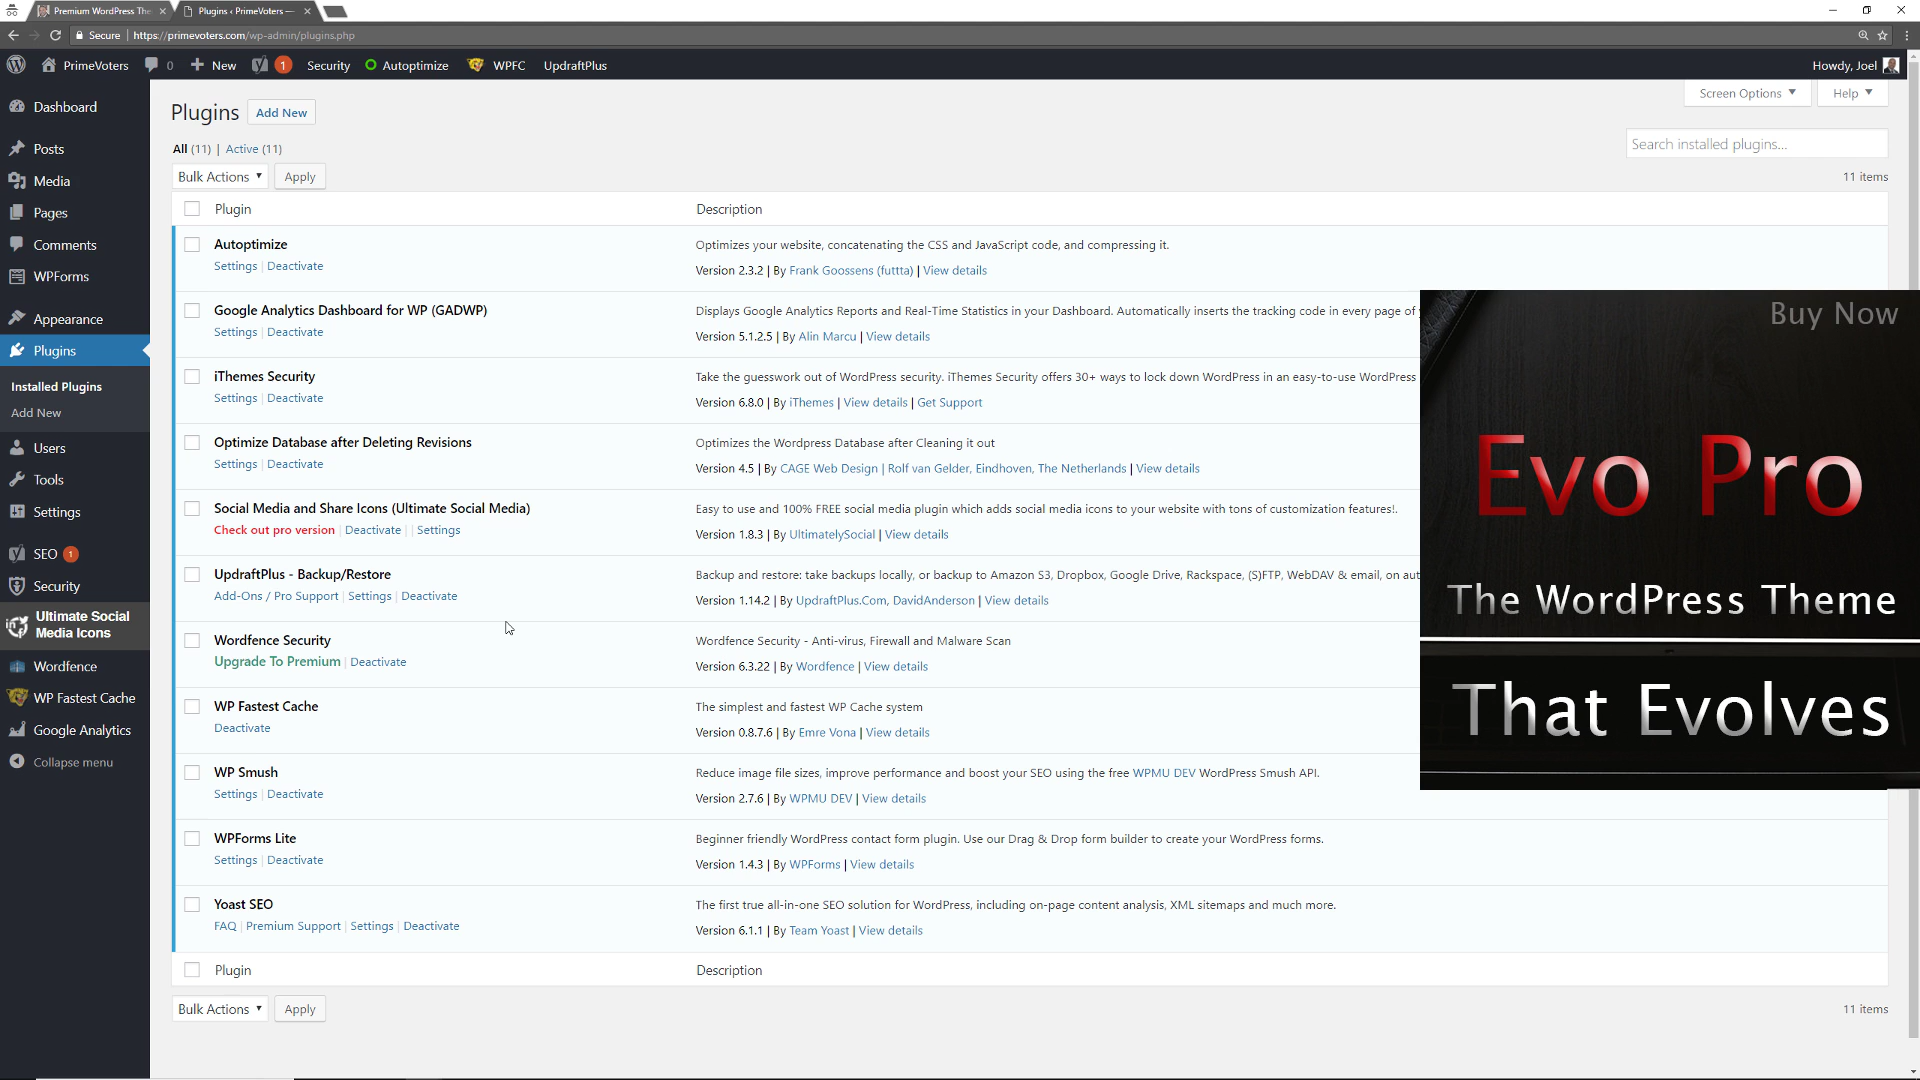 Premium WordPress The
Plugins ‹ PrimeVoters —
Secure | https://primevoters.com/wp-admin/plugins.php
PrimeVoters 0 New 1 Security Autoptimize WPFC UpdraftPlus Howdy, Joel
Screen Options Help
Plugins Add New
All (11) | Active (11)
Search installed plugins...
Bulk Actions Apply 11 items
Dashboard
Posts
Media
Pages
Comments
WPForms
Appearance
Plugins
Installed Plugins
Add New
Users
Tools
Settings
SEO 1
Security
Ultimate Social
Media Icons
Wordfence
WP Fastest Cache
Google Analytics
Collapse menu
Plugin Description
Autoptimize Optimizes your website, concatenating the CSS and JavaScript code, and compressing it.
Settings | Deactivate
Version 2.3.2 | By Frank Goossens (futtta) | View details
Google Analytics Dashboard for WP (GADWP) Displays Google Analytics Reports and Real-Time Statistics in your Dashboard. Automatically inserts the tracking code in every page of
Settings | Deactivate
Version 5.1.2.5 | By Alin Marcu | View details
iThemes Security Take the guesswork out of WordPress security. iThemes Security offers 30+ ways to lock down WordPress in an easy-to-use WordPress
Settings | Deactivate
Version 6.8.0 | By iThemes | View details | Get Support
Optimize Database after Deleting Revisions Optimizes the Wordpress Database after Cleaning it out
Settings | Deactivate
Version 4.5 | By CAGE Web Design | Rolf van Gelder, Eindhoven, The Netherlands | View details
Social Media and Share Icons (Ultimate Social Media) Easy to use and 100% FREE social media plugin which adds social media icons to your website with tons of customization features!.
Check out pro version | Deactivate | | Settings
Version 1.8.3 | By UltimatelySocial | View details
UpdraftPlus - Backup/Restore Backup and restore: take backups locally, or backup to Amazon S3, Dropbox, Google Drive, Rackspace, (S)FTP, WebDAV & email, on aut
Add-Ons / Pro Support | Settings | Deactivate
Version 1.14.2 | By UpdraftPlus.Com, DavidAnderson | View details
Wordfence Security Wordfence Security - Anti-virus, Firewall and Malware Scan
Upgrade To Premium | Deactivate
Version 6.3.22 | By Wordfence | View details
WP Fastest Cache The simplest and fastest WP Cache system
Deactivate
Version 0.8.7.6 | By Emre Vona | View details
WP Smush Reduce image file sizes, improve performance and boost your SEO using the free WPMU DEV WordPress Smush API.
Settings | Deactivate
Version 2.7.6 | By WPMU DEV | View details
WPForms Lite Beginner friendly WordPress contact form plugin. Use our Drag & Drop form builder to create your WordPress forms.
Settings | Deactivate
Version 1.4.3 | By WPForms | View details
Yoast SEO The first true all-in-one SEO solution for WordPress, including on-page content analysis, XML sitemaps and much more.
FAQ | Premium Support | Settings | Deactivate
Version 6.1.1 | By Team Yoast | View details
Plugin Description
Bulk Actions Apply 11 items
Buy Now
Evo Pro
The WordPress Theme
That Evolves